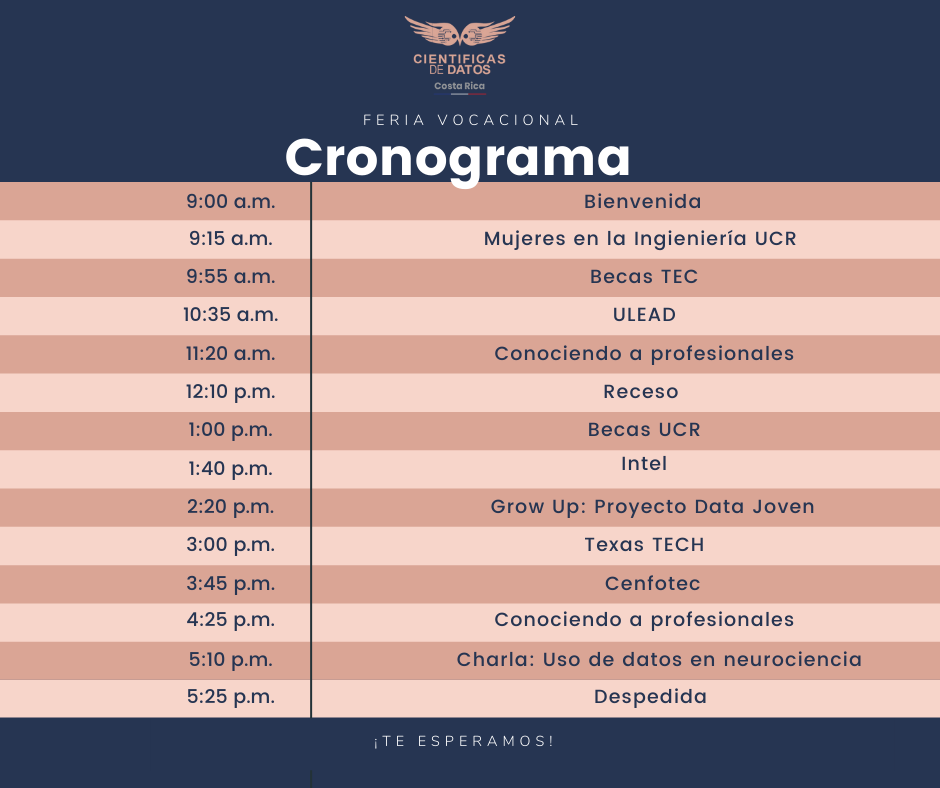 CIENTIFICAS
DE DATOS
Costa Rica
FERIA VOCACIONAL
Cronograma
9:00 a.m. Bienvenida
9:15 a.m. Mujeres en la Ingieniería UCR
9:55 a.m. Becas TEC
10:35 a.m. ULEAD
11:20 a.m. Conociendo a profesionales
12:10 p.m. Receso
1:00 p.m. Becas UCR
1:40 p.m. Intel
2:20 p.m. Grow Up: Proyecto Data Joven
3:00 p.m. Texas TECH
3:45 p.m. Cenfotec
4:25 p.m. Conociendo a profesionales
5:10 p.m. Charla: Uso de datos en neurociencia
5:25 p.m. Despedida
¡TE ESPERAMOS!